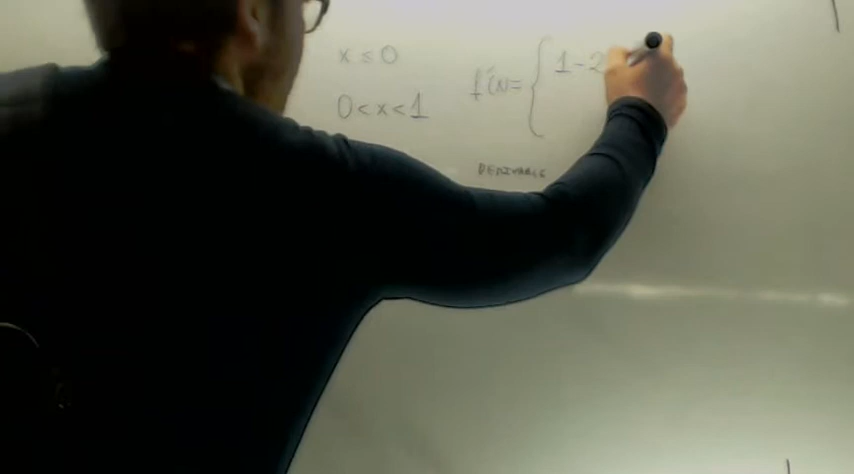 x ≤ 0
0 < x < 1
f'(x)= { 1-2
DERIVABLE